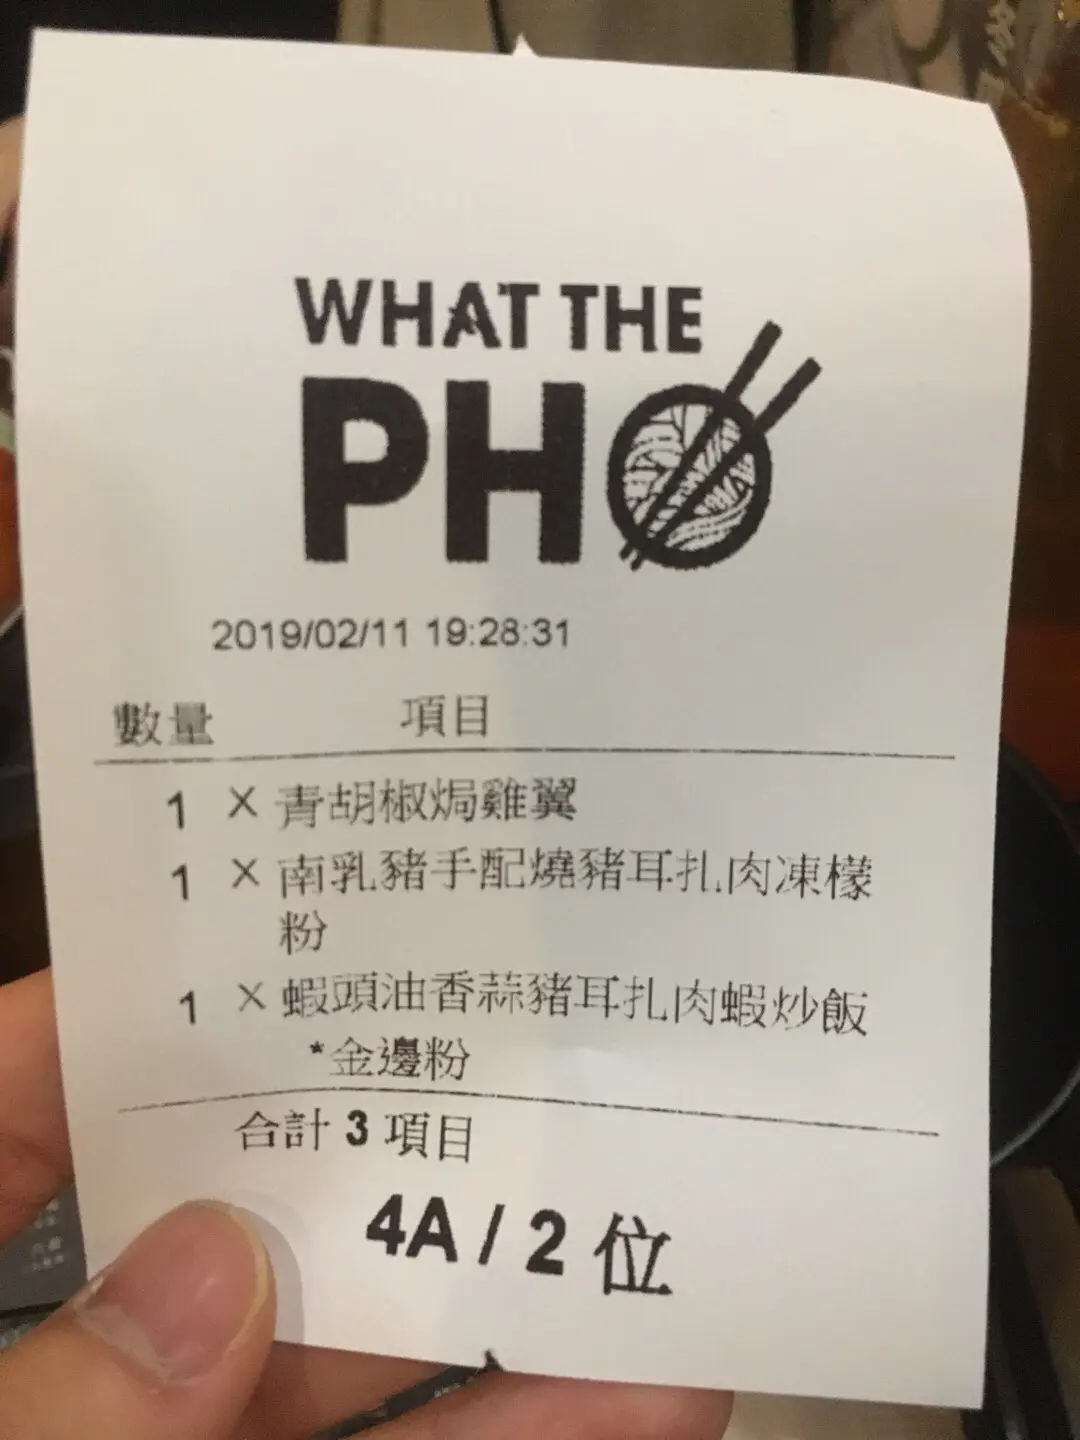 WHAT THE
PHO
2019/02/11 19:28:31
數量 項目
1 X 青胡椒焗雞翼
1 X 南乳豬手配燒豬耳扎肉凍檬
粉
1 X 蝦頭油香蒜豬耳扎肉蝦炒飯
*金邊粉
合計 3 項目
4A / 2 位